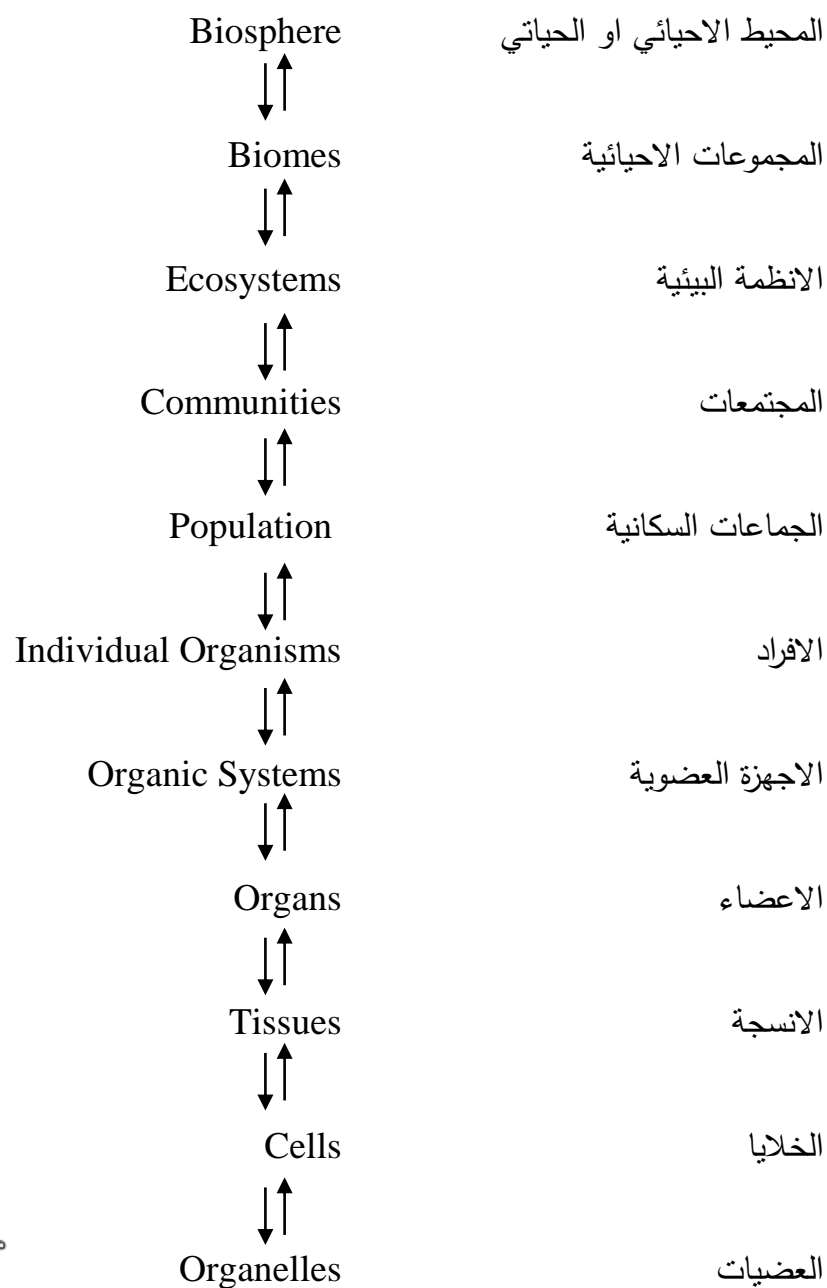 Biosphere المحيط الاحيائي او الحياتي
Biomes المجموعات الاحيائية
Ecosystems الانظمة البيئية
Communities المجتمعات
Population الجماعات السكانية
Individual Organisms الافراد
Organic Systems الاجهزة العضوية
Organs الاعضاء
Tissues الانسجة
Cells الخلايا
Organelles العضيات